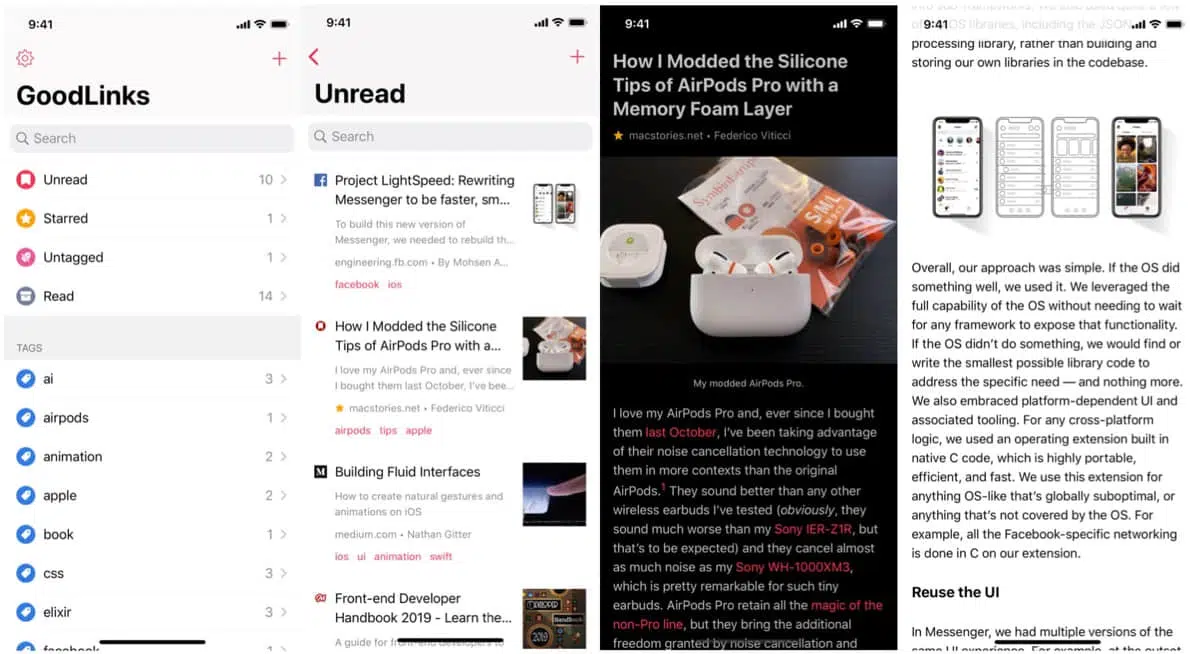 9:41
GoodLinks
Search
Unread 10
Starred 1
Untagged 1
Read 14
TAGS
ai 3
airpods 1
animation 2
apple 2
book 1
css 3
elixir 3
facebook 1
9:41
Unread
Search
Project LightSpeed: Rewriting
Messenger to be faster, sm...
To build this new version of
Messenger, we needed to rebuild th...
engineering.fb.com • By Mohsen A...
facebook ios
How I Modded the Silicone
Tips of AirPods Pro with a...
I love my AirPods Pro and, ever since
I bought them last October, I've bee...
macstories.net • Federico Viticci
airpods tips apple
Building Fluid Interfaces
How to create natural gestures and
animations on iOS
medium.com • Nathan Gitter
ios ui animation swift
Front-end Developer
Handbook 2019 - Learn the...
A guide for front-end developers to
9:41
How I Modded the Silicone
Tips of AirPods Pro with a
Memory Foam Layer
macstories.net • Federico Viticci
SML
My modded AirPods Pro.
I love my AirPods Pro and, ever since I bought
them last October, I've been taking advantage
of their noise cancellation technology to use
them in more contexts than the original
AirPods.1 They sound better than any other
wireless earbuds I've tested (obviously, they
sound much worse than my Sony IER-Z1R, but
that's to be expected) and they cancel almost
as much noise as my Sony WH-1000XM3,
which is pretty remarkable for such tiny
earbuds. AirPods Pro retain all the magic of the
non-Pro line, but they bring the additional
freedom granted by noise cancellation and
9:41
of OS libraries, including the JSON
processing library, rather than building and
storing our own libraries in the codebase.
Overall, our approach was simple. If the OS did
something well, we used it. We leveraged the
full capability of the OS without needing to wait
for any framework to expose that functionality.
If the OS didn't do something, we would find or
write the smallest possible library code to
address the specific need — and nothing more.
We also embraced platform-dependent UI and
associated tooling. For any cross-platform
logic, we used an operating extension built in
native C code, which is highly portable,
efficient, and fast. We use this extension for
anything OS-like that's globally suboptimal, or
anything that's not covered by the OS. For
example, all the Facebook-specific networking
is done in C on our extension.
Reuse the UI
In Messenger, we had multiple versions of the
same UI experience. For example, at the outset